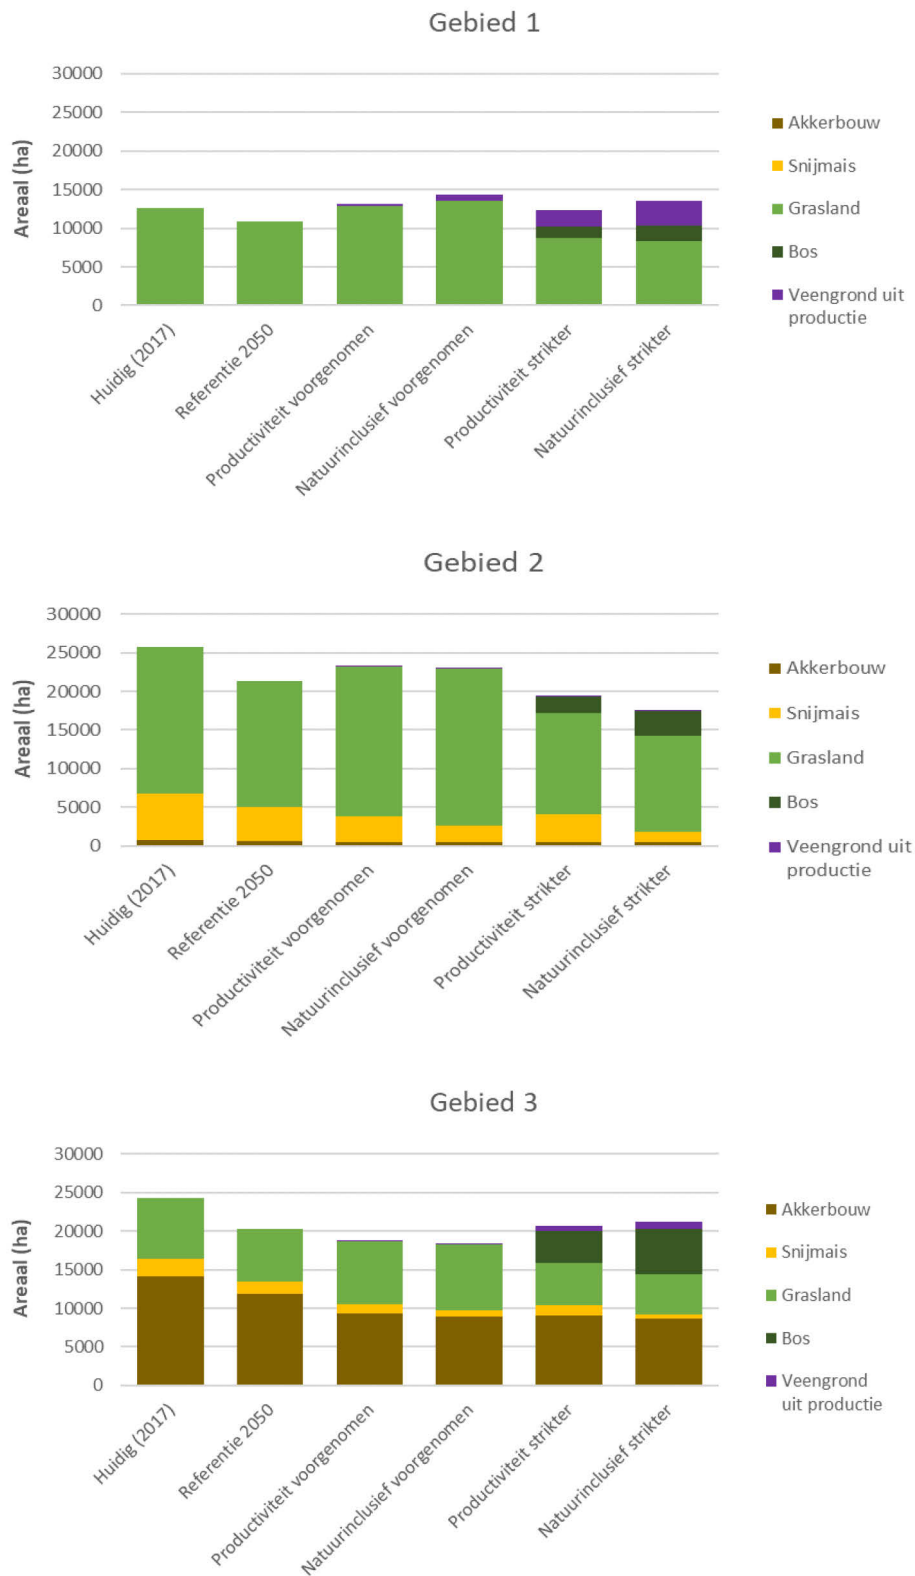 Gebied 1
Areaal (ha)
30000
25000
20000
15000
10000
5000
0
Huidig (2017)
Referentie 2050
Productiviteit voorgenomen
Natuurinclusief voorgenomen
Productiviteit strikter
Natuurinclusief strikter
Akkerbouw
Snijmais
Grasland
Bos
Veengrond uit
productie
Gebied 2
Areaal (ha)
30000
25000
20000
15000
10000
5000
0
Huidig (2017)
Referentie 2050
Productiviteit voorgenomen
Natuurinclusief voorgenomen
Productiviteit strikter
Natuurinclusief strikter
Akkerbouw
Snijmais
Grasland
Bos
Veengrond uit
productie
Gebied 3
Areaal (ha)
30000
25000
20000
15000
10000
5000
0
Huidig (2017)
Referentie 2050
Productiviteit voorgenomen
Natuurinclusief voorgenomen
Productiviteit strikter
Natuurinclusief strikter
Akkerbouw
Snijmais
Grasland
Bos
Veengrond
uit productie